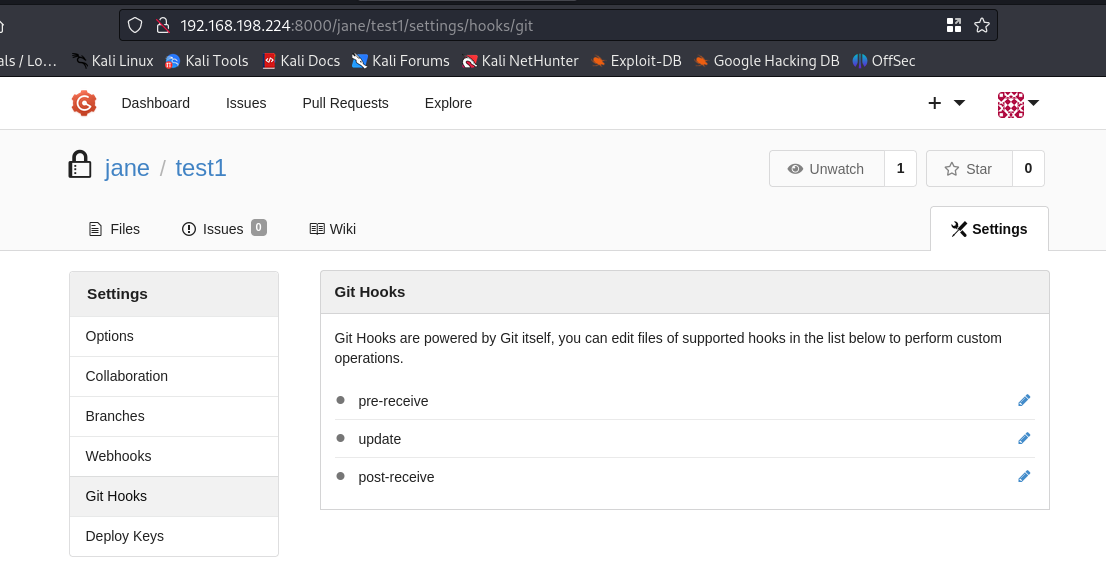 192.168.198.224:8000/jane/test1/settings/hooks/git
als / Lo… Kali Linux Kali Tools Kali Docs Kali Forums Kali NetHunter Exploit-DB Google Hacking DB OffSec
Dashboard Issues Pull Requests Explore
jane / test1 Unwatch 1 Star 0
Files Issues 0 Wiki Settings
Settings
Options
Collaboration
Branches
Webhooks
Git Hooks
Deploy Keys
Git Hooks
Git Hooks are powered by Git itself, you can edit files of supported hooks in the list below to perform custom
operations.
pre-receive
update
post-receive